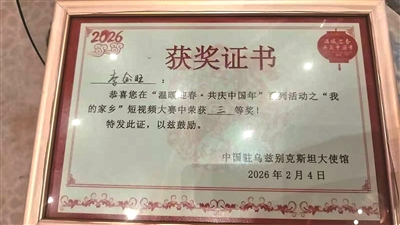 2026
获奖证书
李金旺:
恭喜您在“温暖迎春·共庆中国年”系列活动之“我
的家乡”短视频大赛中荣获 三 等奖!
特发此证,以兹鼓励。
中国驻乌兹别克斯坦大使馆
2026年2月4日